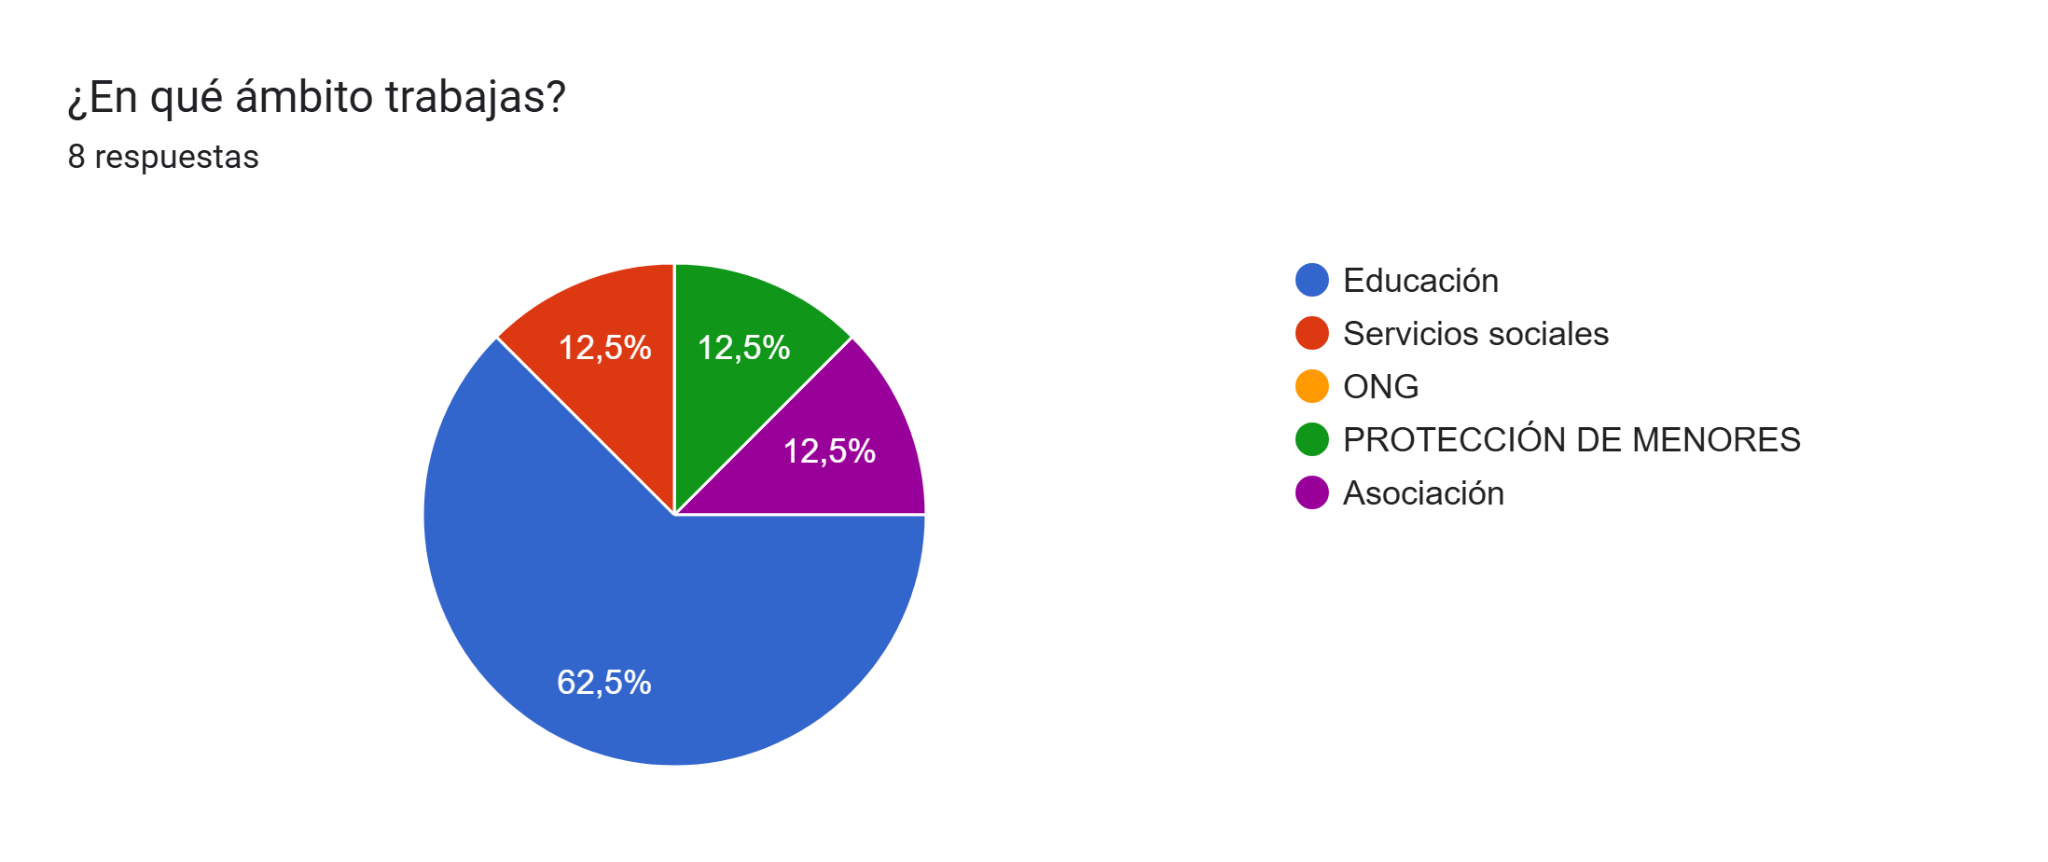 ¿En qué ámbito trabajas?
8 respuestas
12,5%
12,5%
12,5%
62,5%
Educación
Servicios sociales
ONG
PROTECCIÓN DE MENORES
Asociación